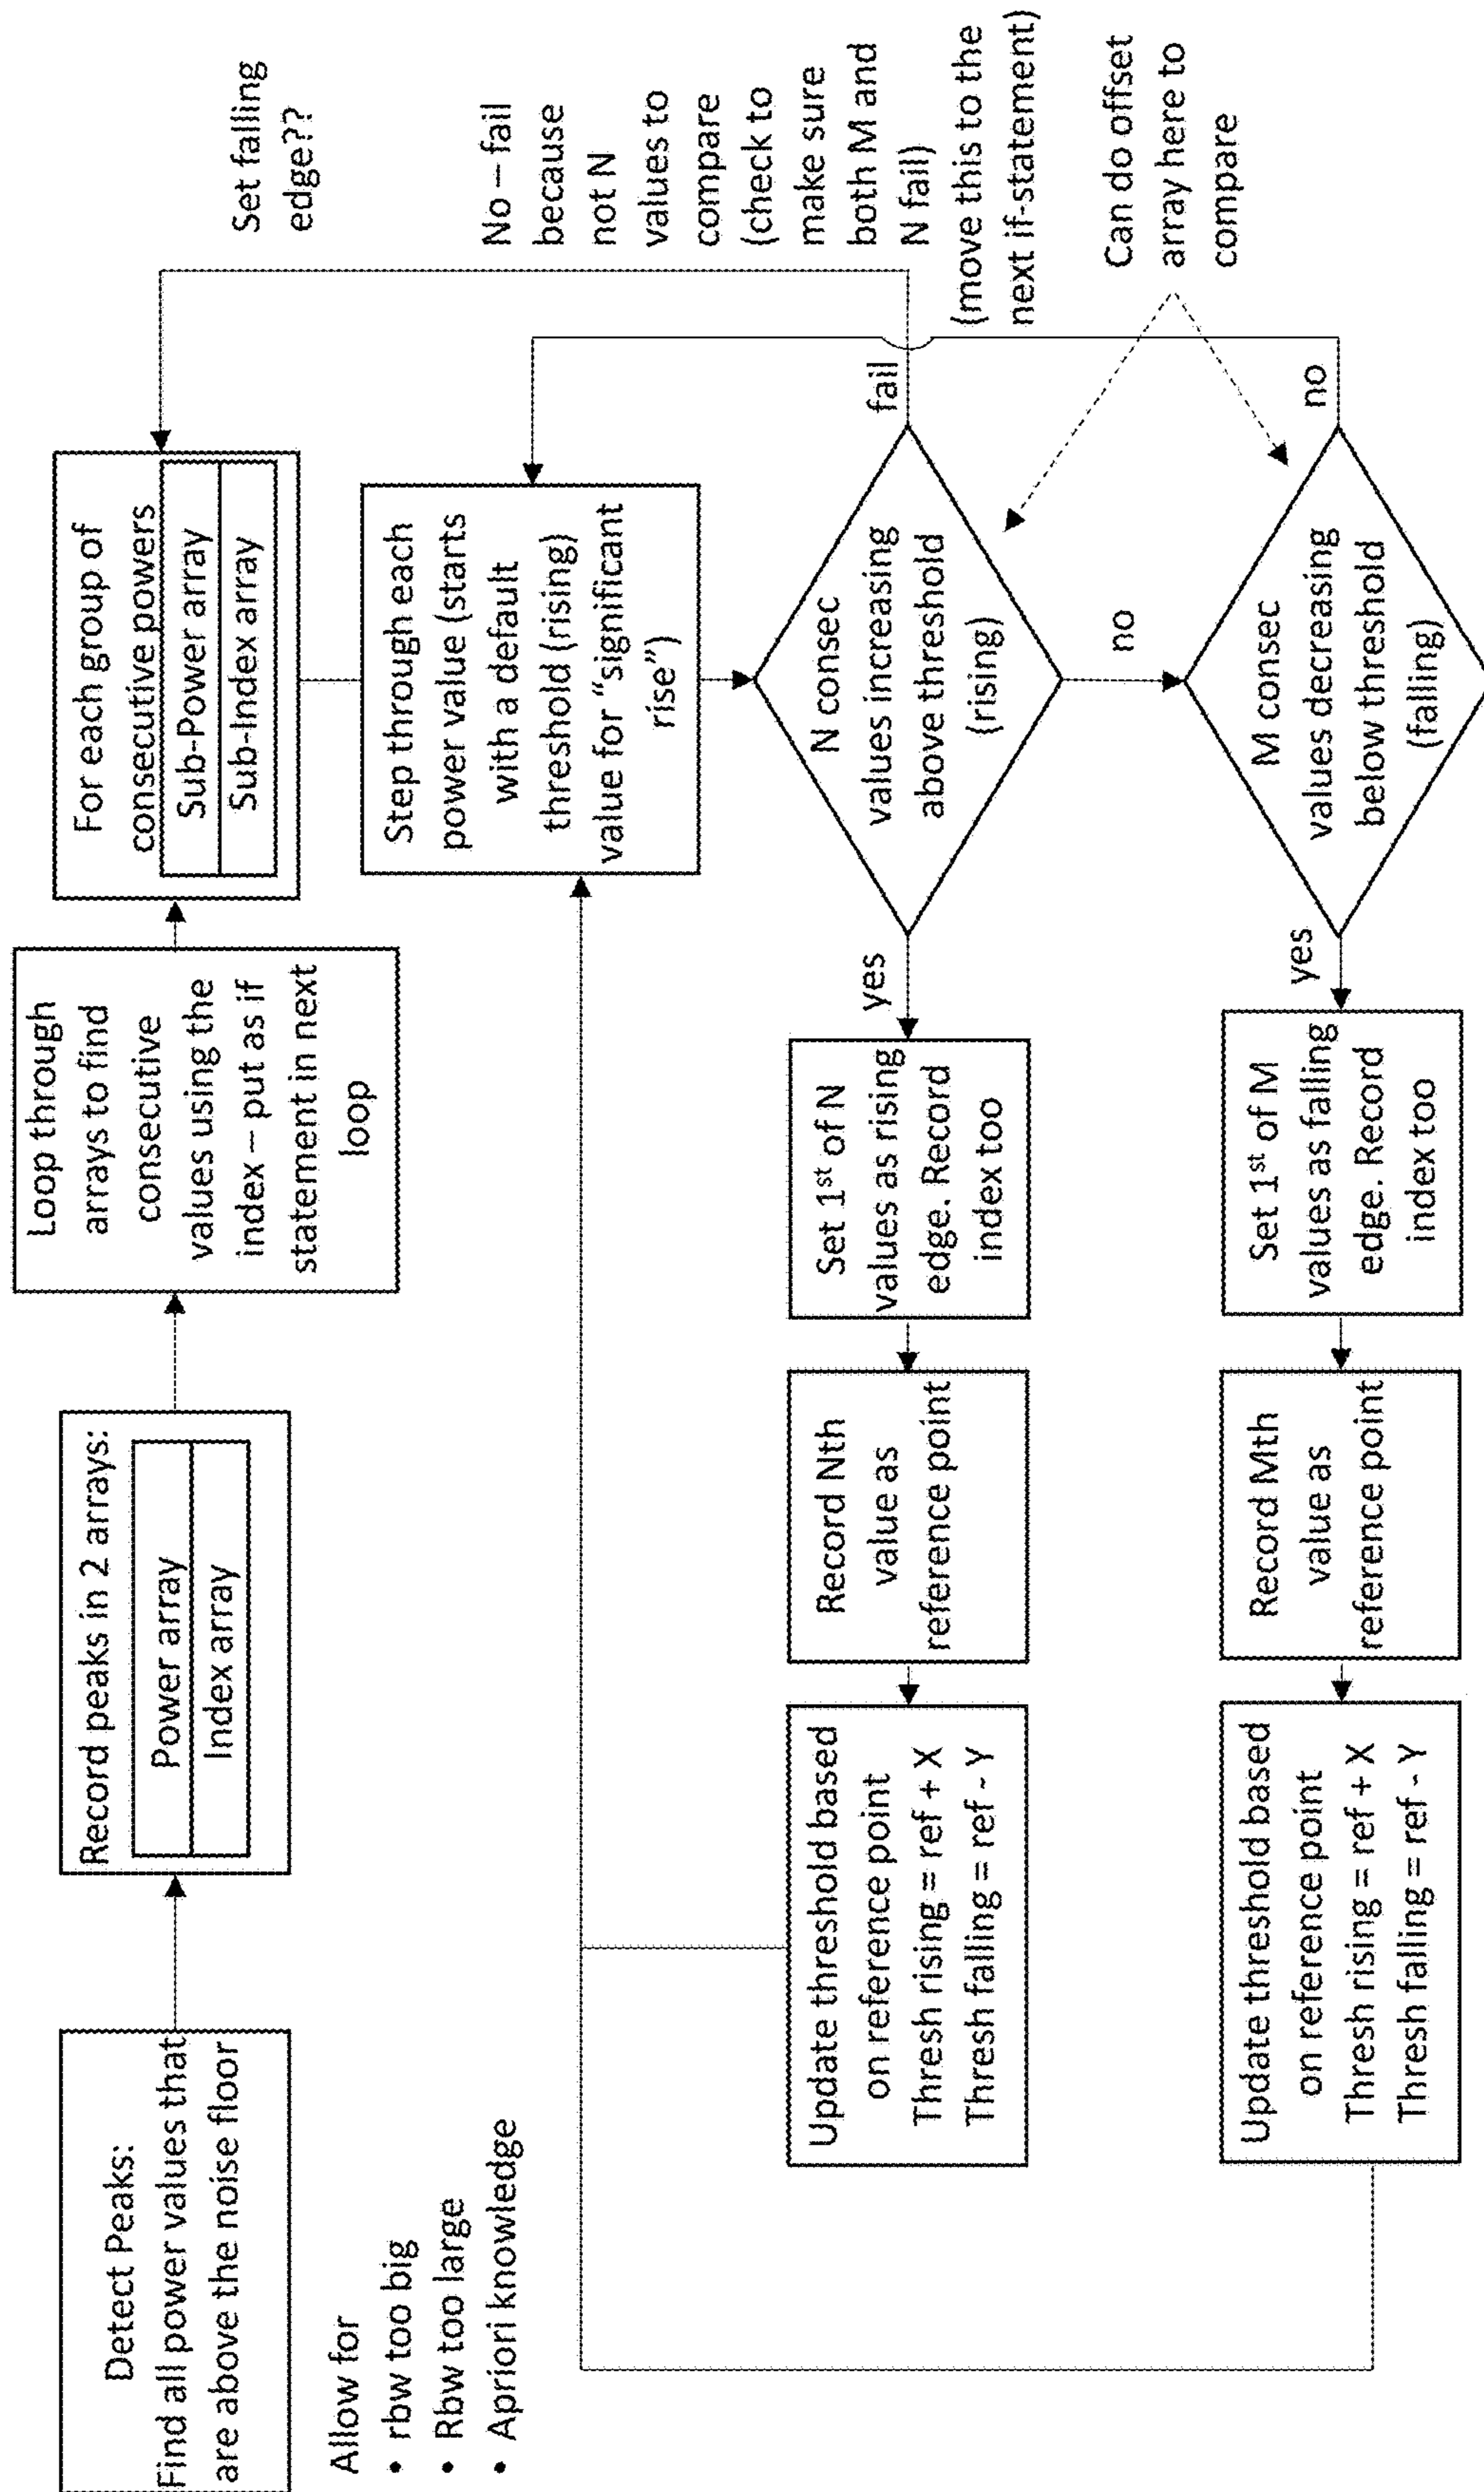 Detect Peaks:
Find all power values that
are above the noise floor
Allow for
• rbw too big
• Rbw too large
• Apriori knowledge
Record peaks in 2 arrays:
Power array
Index array
Loop through
arrays to find
consecutive
values using the
index – put as if
statement in next
loop
For each group of
consecutive powers
Sub-Power array
Sub-Index array
Set falling
edge??
Step through each
power value (starts
with a default
threshold (rising)
value for “significant
rise”)
N consec
values increasing
above threshold
(rising)
fail
No – fail
because
not N
values to
compare
(check to
make sure
both M and
N fail)
(move this to the
next if-statement)
Can do offset
array here to
compare
yes
Set 1st of N
values as rising
edge. Record
index too
Record Nth
value as
reference point
Update threshold based
on reference point
Thresh rising = ref + X
Thresh falling = ref - Y
no
M consec
values decreasing
below threshold
(falling)
no
yes
Set 1st of M
values as falling
edge. Record
index too
Record Mth
value as
reference point
Update threshold based
on reference point
Thresh rising = ref + X
Thresh falling = ref - Y